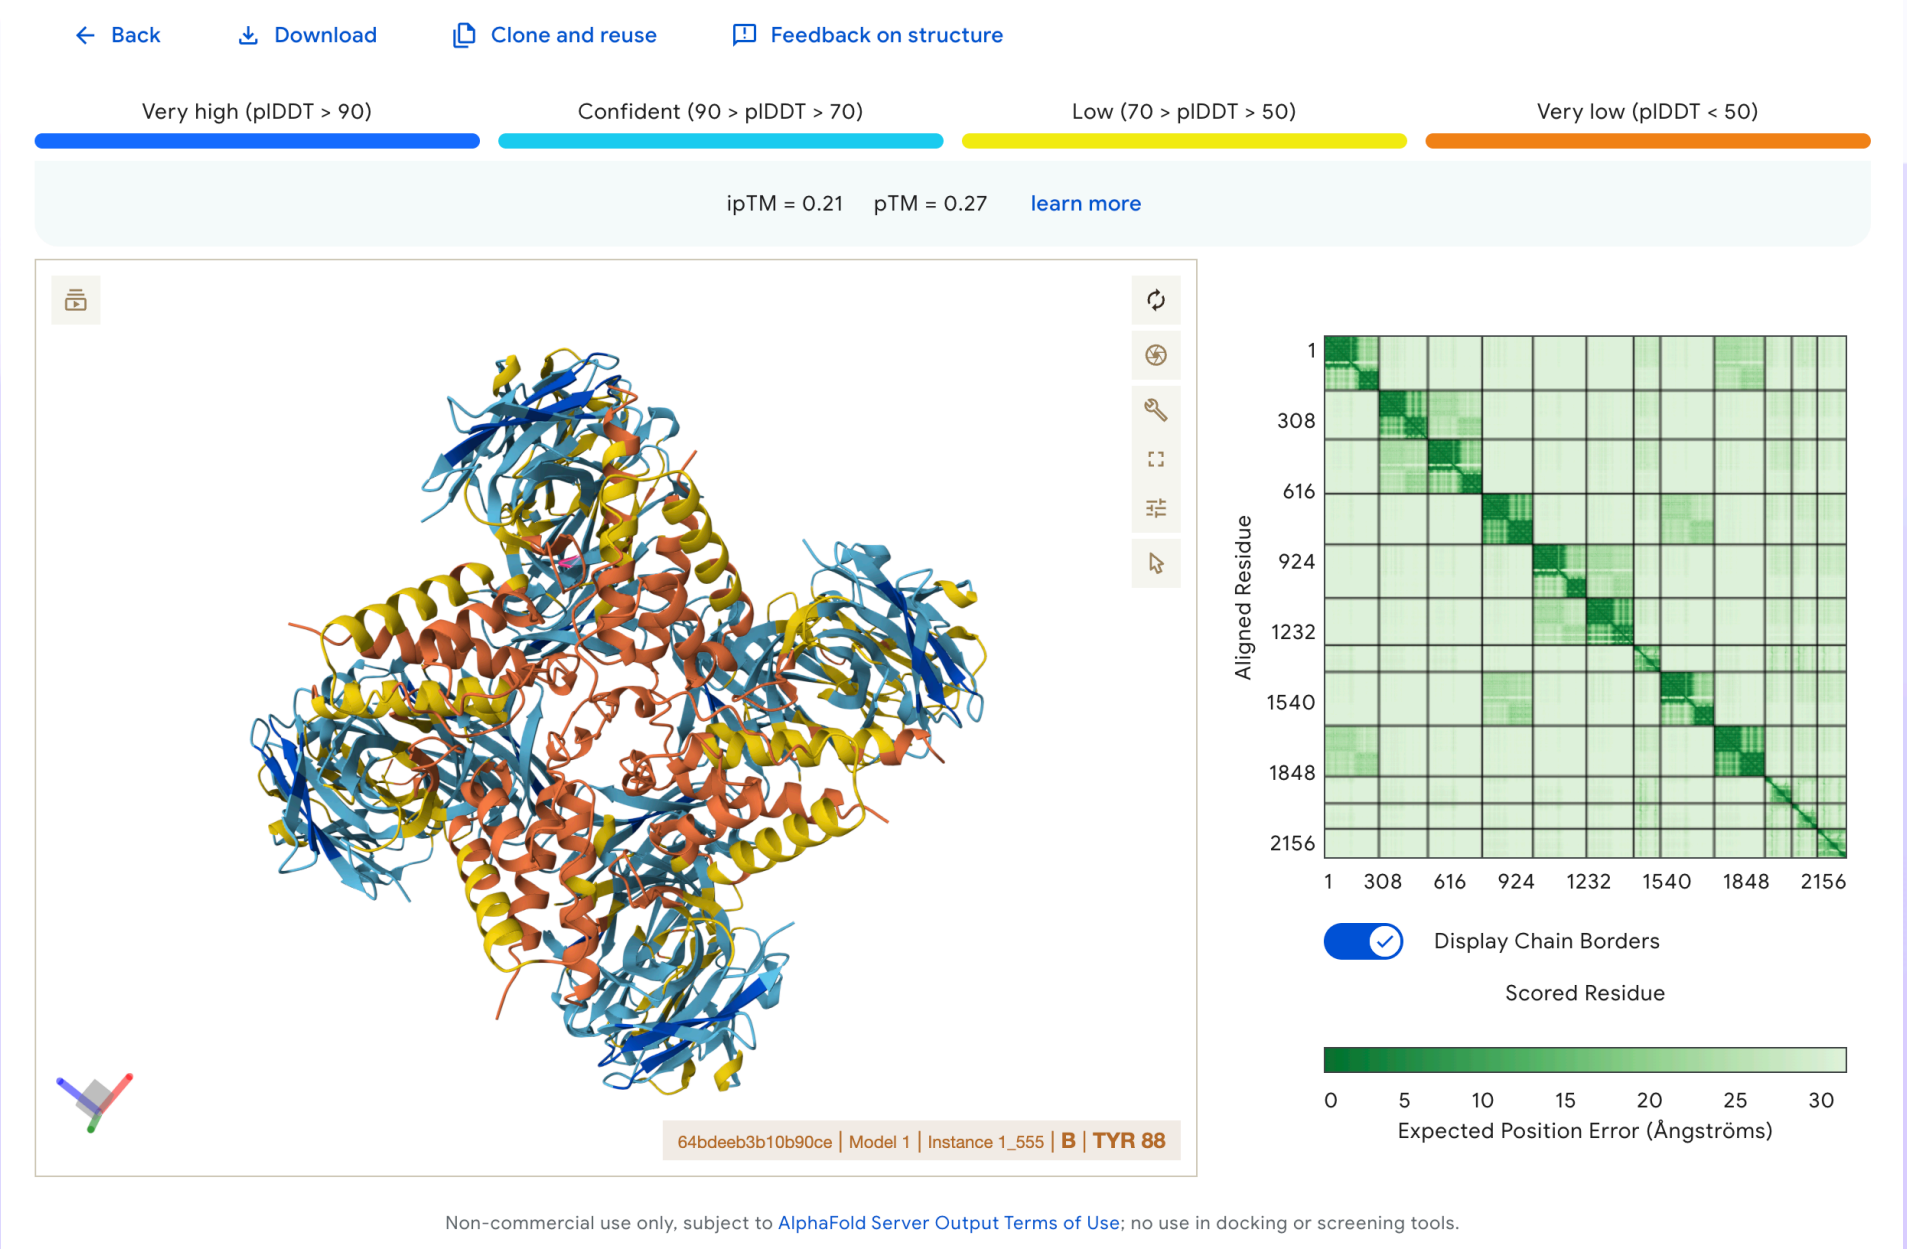 Back Download Clone and reuse Feedback on structure
Very high (plDDT > 90) Confident (90 > plDDT > 70) Low (70 > plDDT > 50) Very low (plDDT < 50)
ipTM = 0.21 pTM = 0.27 learn more
64bdeeb3b10b90ce | Model 1 | Instance 1_555 | B | TYR 88
Aligned Residue
1
308
616
924
1232
1540
1848
2156
1 308 616 924 1232 1540 1848 2156
Display Chain Borders
Scored Residue
0 5 10 15 20 25 30
Expected Position Error (Ångströms)
Non-commercial use only, subject to AlphaFold Server Output Terms of Use; no use in docking or screening tools.